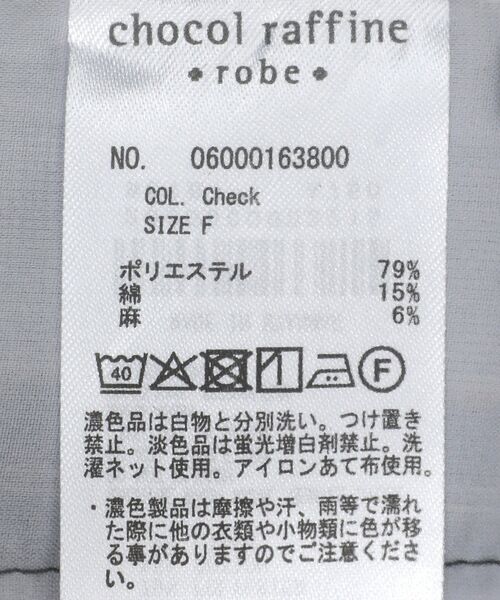 chocol raffine
• robe •
NO. 06000163800
COL. Check
SIZE F
ポリエステル 79%
綿 15%
麻 6%
40 F
濃色品は白物と分別洗い。つけ置き
禁止。淡色品は蛍光増白剤禁止。洗
濯ネット使用。アイロンあて布使用。
・濃色製品は摩擦や汗、雨等で濡れ
た際に他の衣類や小物類に色が移
る事がありますのでご注意くださ
い。